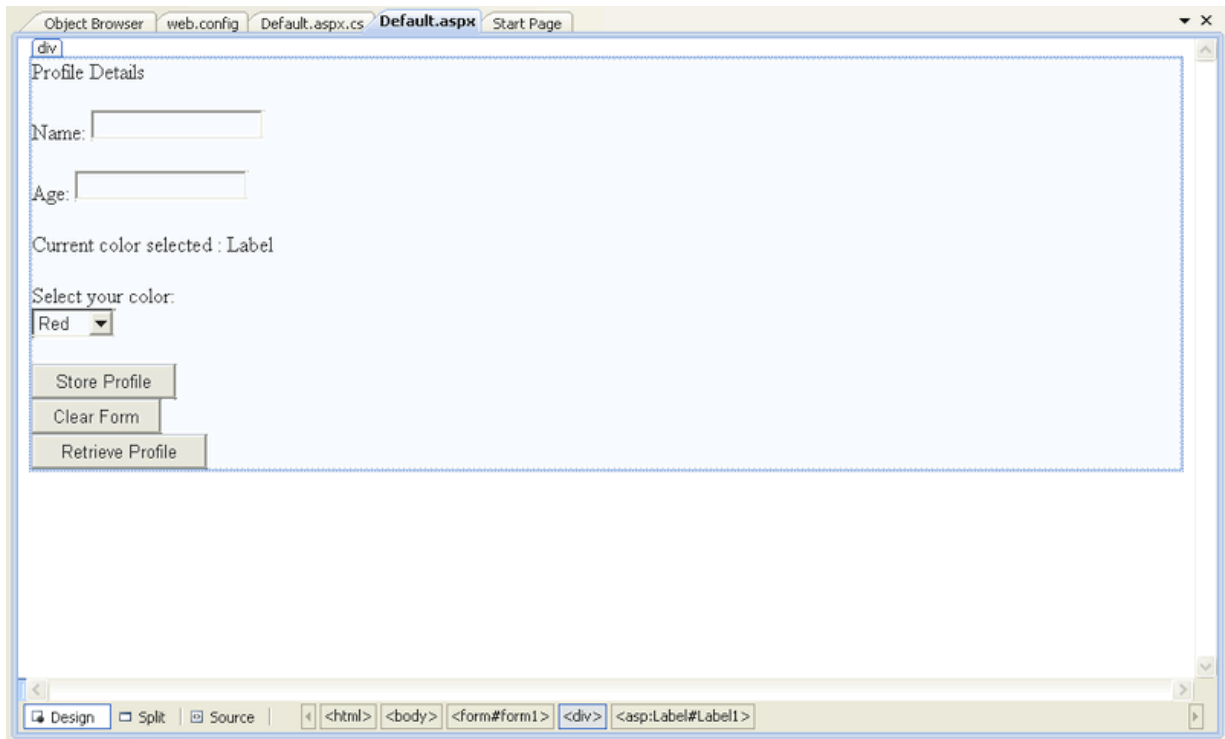 Object Browser web.config Default.aspx.cs Default.aspx Start Page
div
Profile Details
Name:
Age:
Current color selected : Label
Select your color:
Red
Store Profile
Clear Form
Retrieve Profile
Design Split Source <html> <body> <form#form1> <div> <asp:Label#Label1>